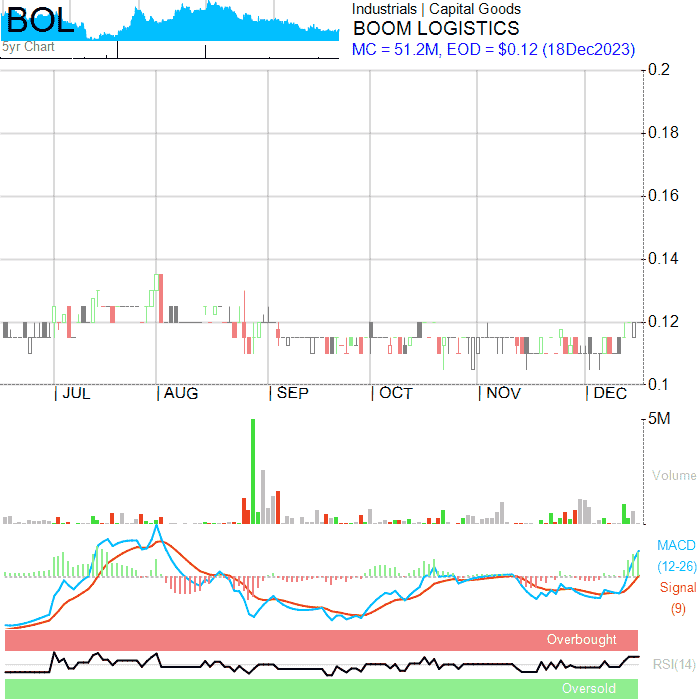 BOL
5yr Chart
Industrials | Capital Goods
BOOM LOGISTICS
MC = 51.2M, EOD = $0.12 (18Dec2023)
0.2
0.18
0.16
0.14
0.12
0.1
JUL AUG SEP OCT NOV DEC
5M
Volume
MACD
(12-26)
Signal
(9)
Overbought
RSI(14)
Oversold